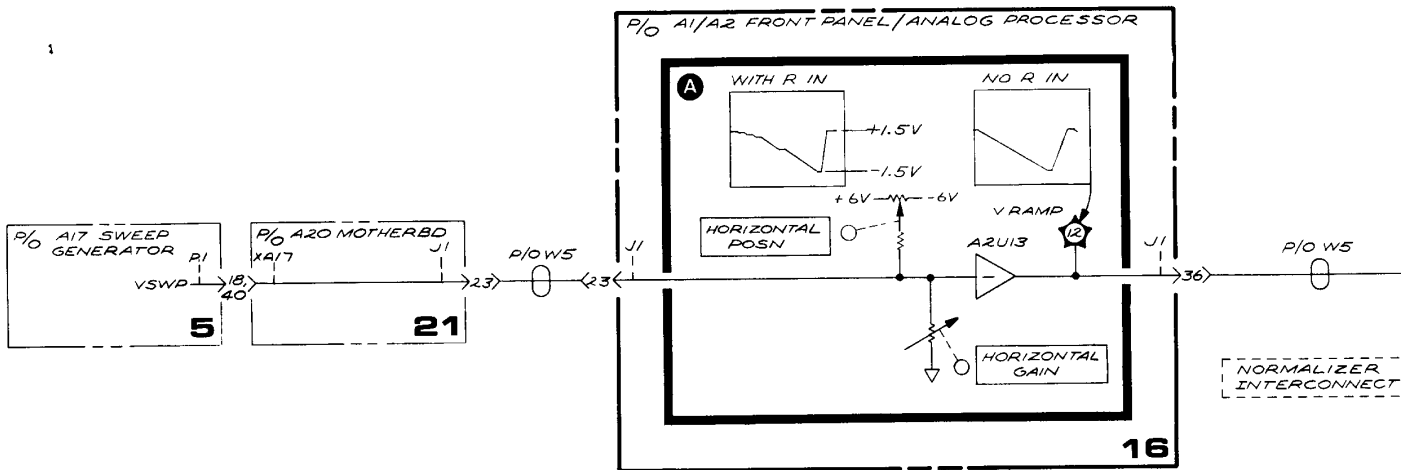 1
P/O A1/A2 FRONT PANEL/ANALOG PROCESSOR
A
WITH R IN
NO R IN
+1.5V
-1.5V
+6V
-6V
V RAMP
12
HORIZONTAL
POSN
A2U13
P/O A17 SWEEP
GENERATOR
P1
VSWP
18,
40
5
P/O A20 MOTHERBD
XA17
J1
23
21
P/O W5
23
J1
-
J1
36
P/O W5
HORIZONTAL
GAIN
16
NORMALIZER
INTERCONNECT